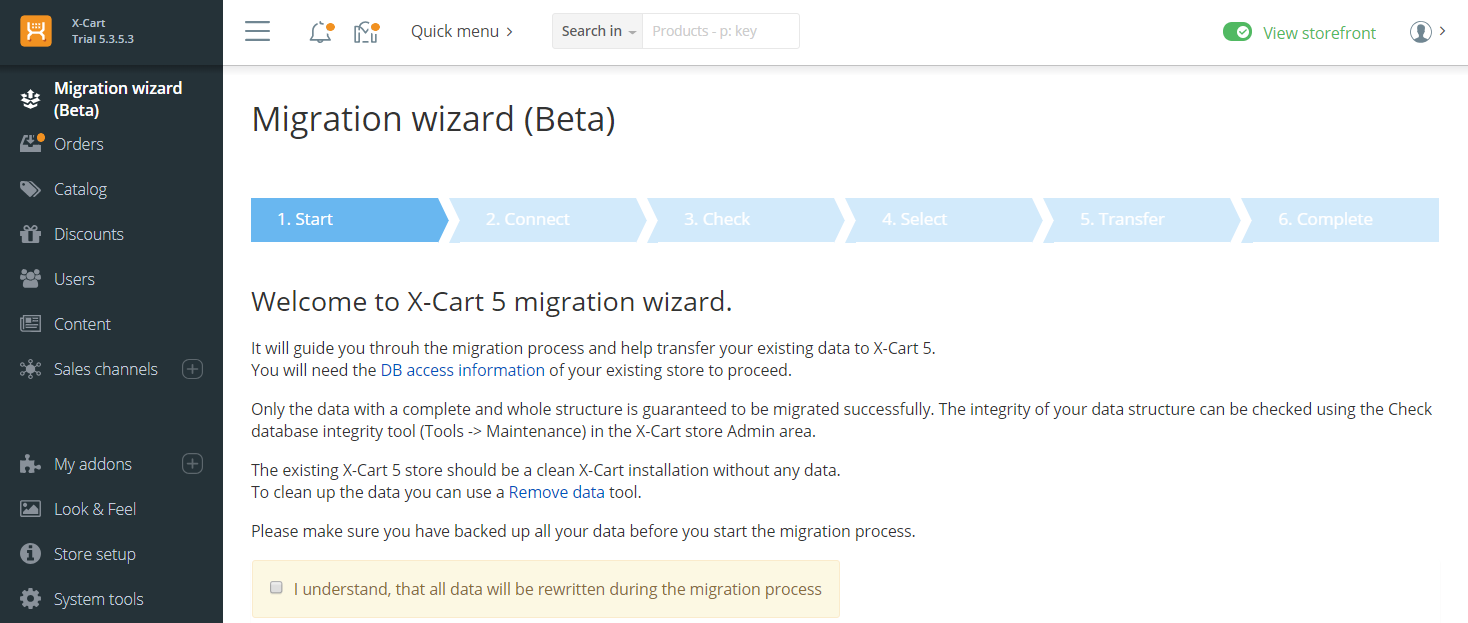 X-Cart
Trial 5.3.5.3
Quick menu
Search in
Products - p: key
View storefront
Migration wizard
(Beta)
Orders
Catalog
Discounts
Users
Content
Sales channels
My addons
Look & Feel
Store setup
System tools
Migration wizard (Beta)
1. Start
2. Connect
3. Check
4. Select
5. Transfer
6. Complete
Welcome to X-Cart 5 migration wizard.
It will guide you throuh the migration process and help transfer your existing data to X-Cart 5.
You will need the DB access information of your existing store to proceed.
Only the data with a complete and whole structure is guaranteed to be migrated successfully. The integrity of your data structure can be checked using the Check
database integrity tool (Tools -> Maintenance) in the X-Cart store Admin area.
The existing X-Cart 5 store should be a clean X-Cart installation without any data.
To clean up the data you can use a Remove data tool.
Please make sure you have backed up all your data before you start the migration process.
I understand, that all data will be rewritten during the migration process